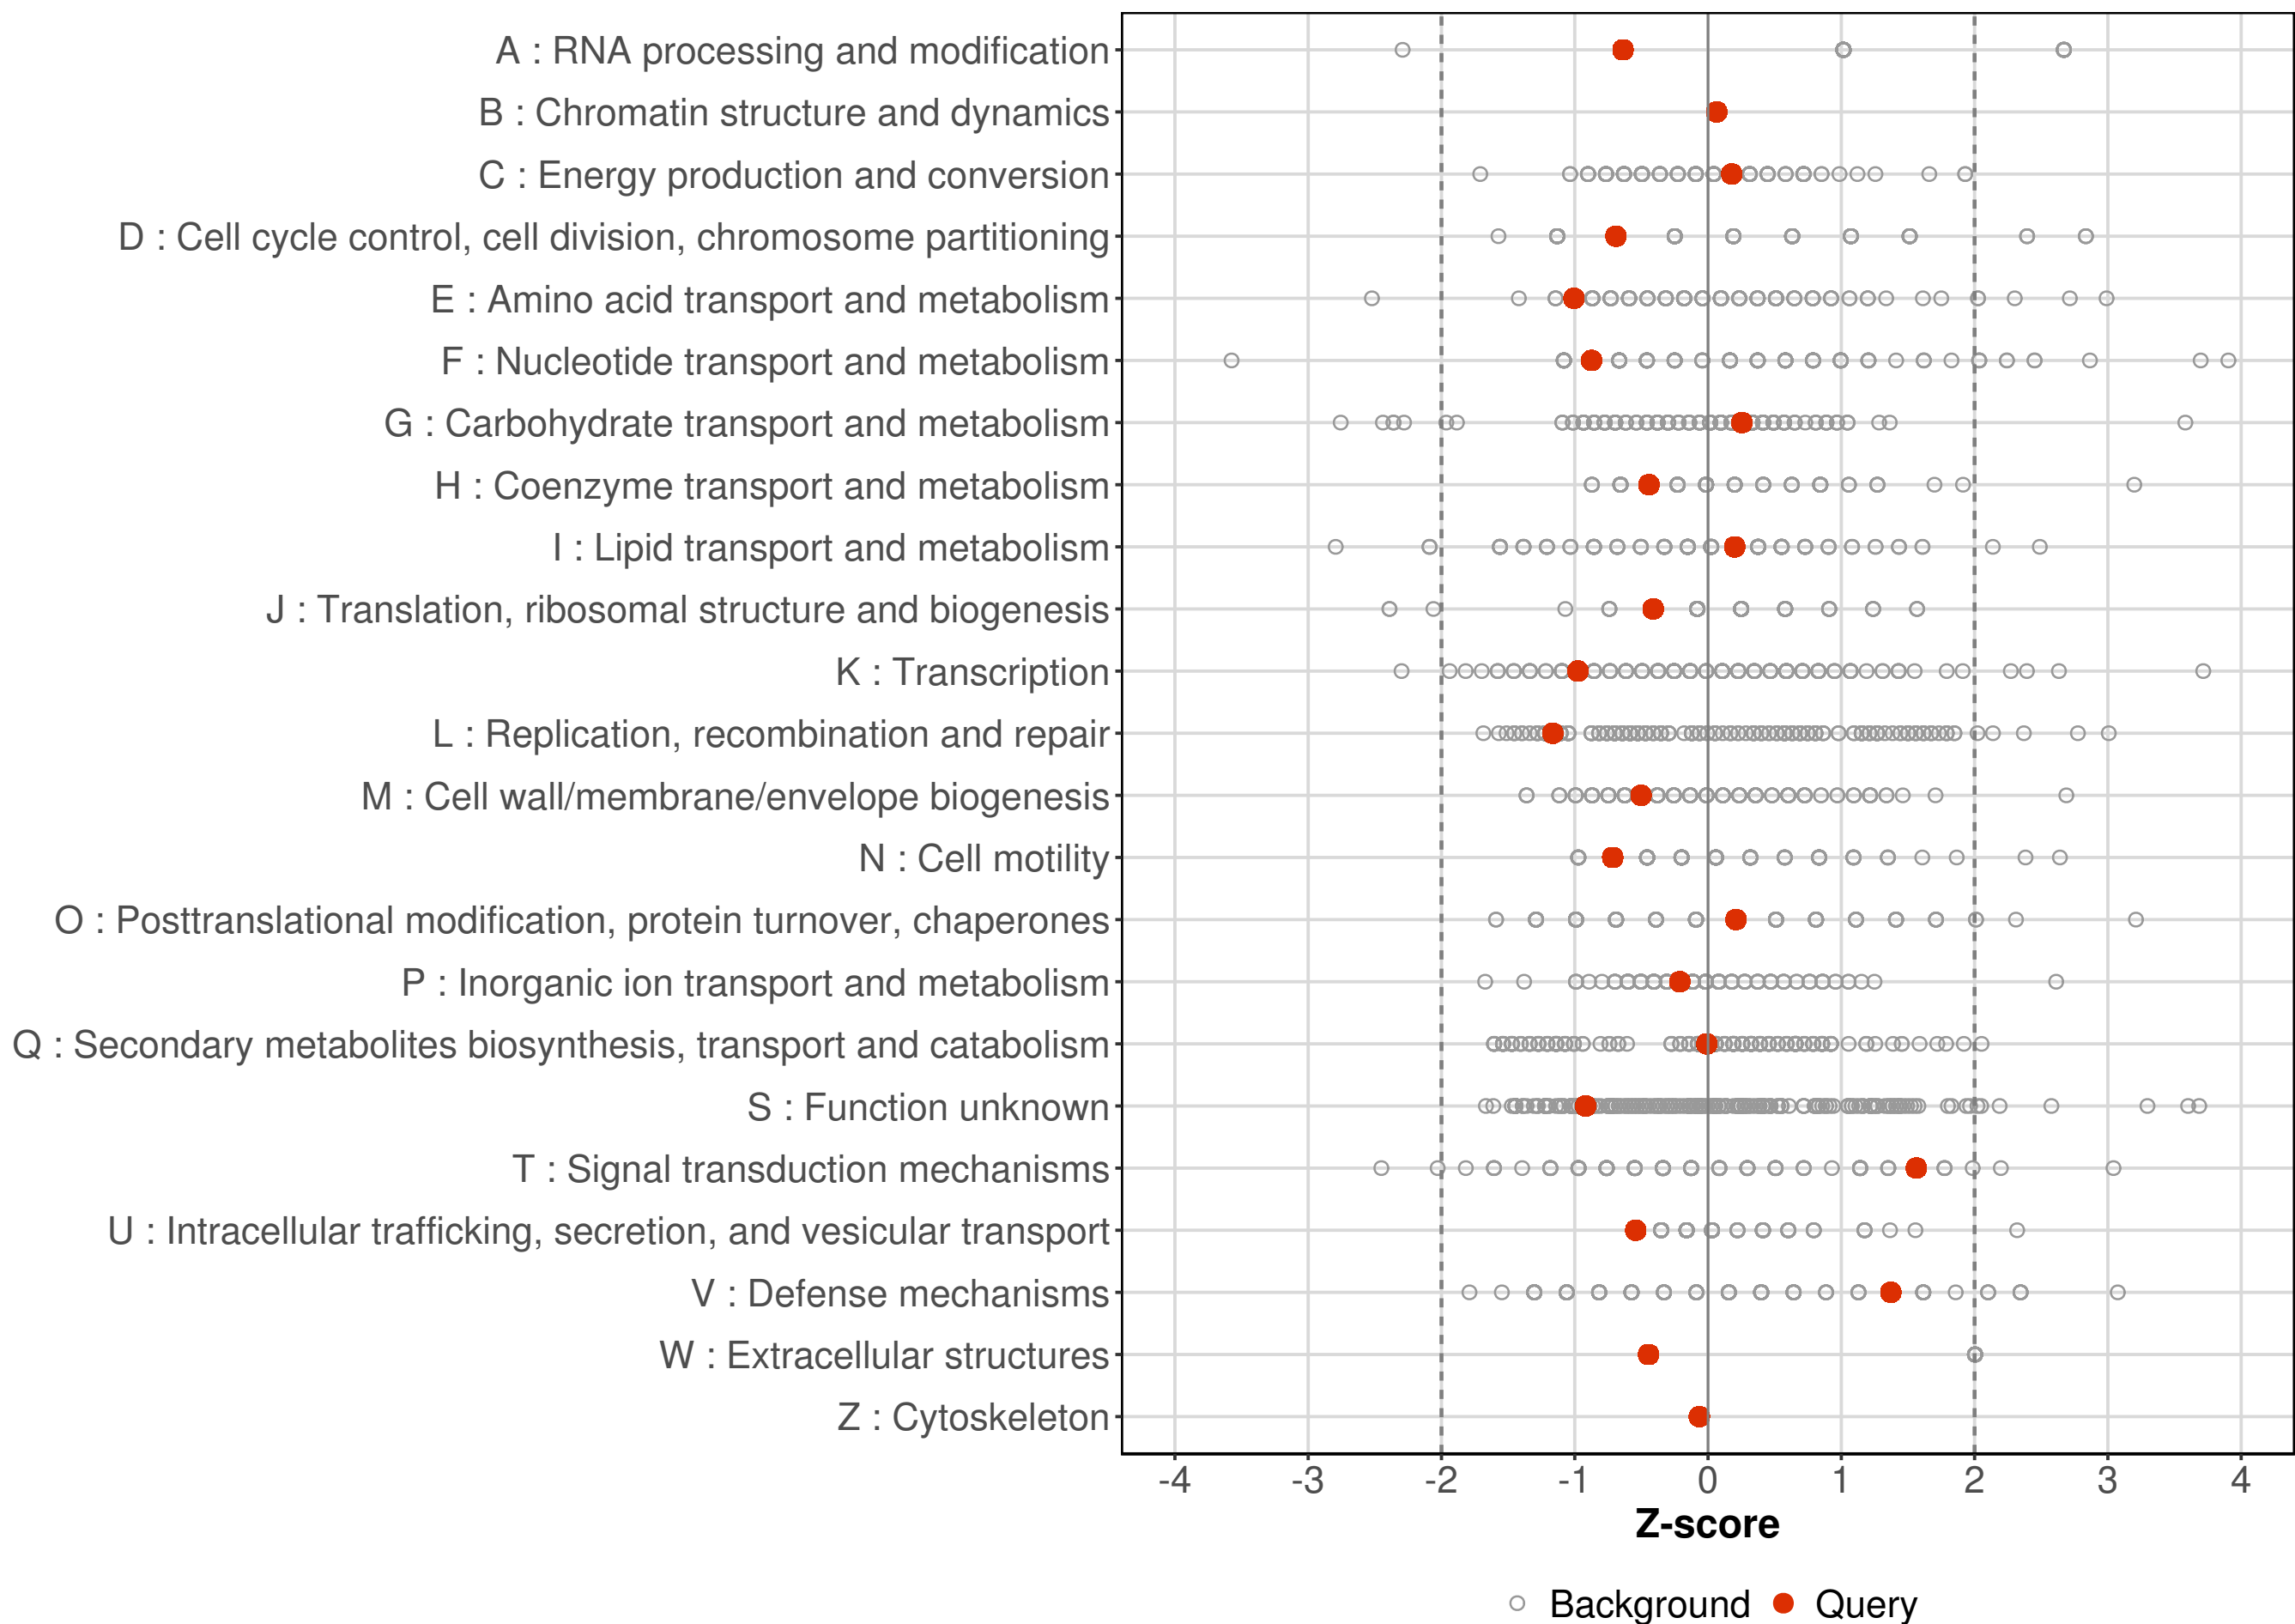 A : RNA processing and modification
B : Chromatin structure and dynamics
C : Energy production and conversion
D : Cell cycle control, cell division, chromosome partitioning
E : Amino acid transport and metabolism
F : Nucleotide transport and metabolism
G : Carbohydrate transport and metabolism
H : Coenzyme transport and metabolism
I : Lipid transport and metabolism
J : Translation, ribosomal structure and biogenesis
K : Transcription
L : Replication, recombination and repair
M : Cell wall/membrane/envelope biogenesis
N : Cell motility
O : Posttranslational modification, protein turnover, chaperones
P : Inorganic ion transport and metabolism
Q : Secondary metabolites biosynthesis, transport and catabolism
S : Function unknown
T : Signal transduction mechanisms
U : Intracellular trafficking, secretion, and vesicular transport
V : Defense mechanisms
W : Extracellular structures
Z : Cytoskeleton
-4 -3 -2 -1 0 1 2 3 4
Z-score
Background Query